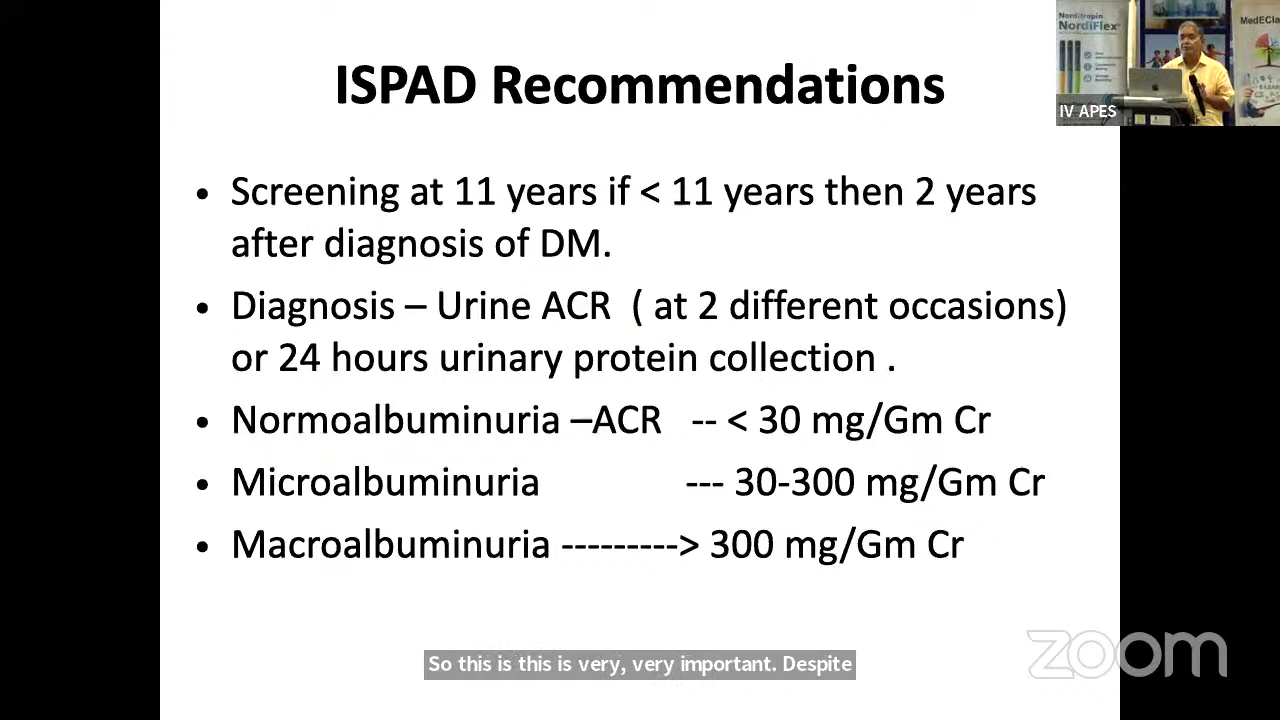 ISPAD Recommendations
• Screening at 11 years if < 11 years then 2 years
after diagnosis of DM.
• Diagnosis – Urine ACR ( at 2 different occasions)
or 24 hours urinary protein collection .
• Normoalbuminuria –ACR -- < 30 mg/Gm Cr
• Microalbuminuria --- 30-300 mg/Gm Cr
• Macroalbuminuria ---------> 300 mg/Gm Cr
Norditropin
NordiFlex
MedECla
IV APES
So this is this is very, very important. Despite
zoom